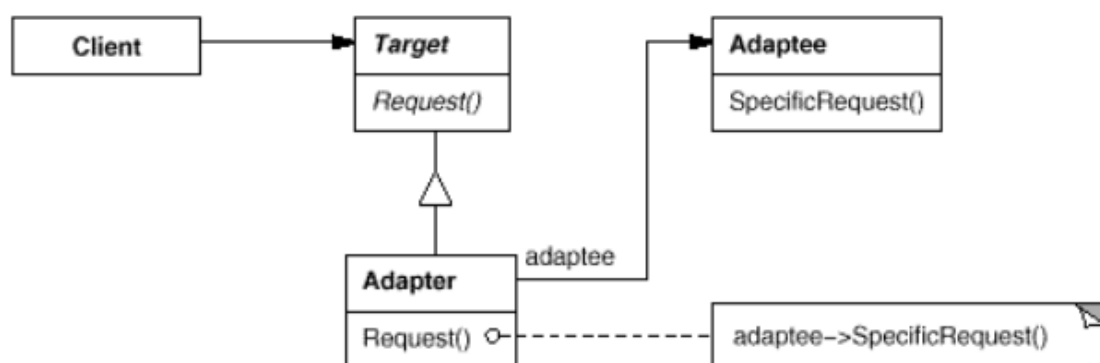 Client
Target
Request()
Adaptee
SpecificRequest()
adaptee
Adapter
Request()
adaptee->SpecificRequest()